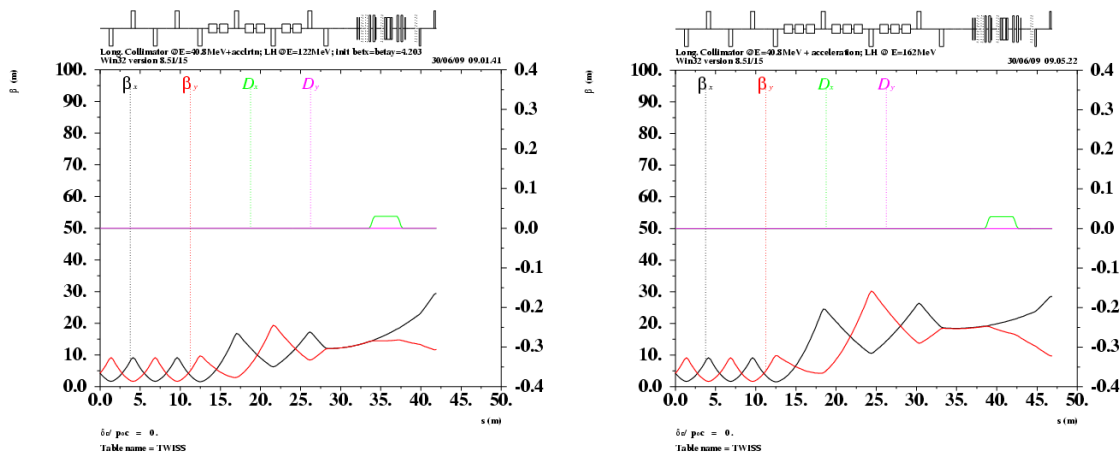 Long. Collimator @E=40.8MeV+acclrtn; LH @E=122MeV; init betx=betay=4.203
Win32 version 8.51/15 30/06/09 09.01.41
β (m)
100.
90.
80.
70.
60.
50.
40.
30.
20.
10.
0.0
βx βy Dx Dy
0.4
0.3
0.2
0.1
0.0
-0.1
-0.2
-0.3
-0.4
0.0 5. 10. 15. 20. 25. 30. 35. 40. 45. 50.
s (m)
δE/ p0c = 0.
Table name = TWISS
Long. Collimator @E=40.8MeV + acceleration; LH @ E=162MeV
Win32 version 8.51/15 30/06/09 09.05.22
β (m)
100.
90.
80.
70.
60.
50.
40.
30.
20.
10.
0.0
βx βy Dx Dy
0.4
0.3
0.2
0.1
0.0
-0.1
-0.2
-0.3
-0.4
0.0 5. 10. 15. 20. 25. 30. 35. 40. 45. 50.
s (m)
δE/ p0c = 0.
Table name = TWISS